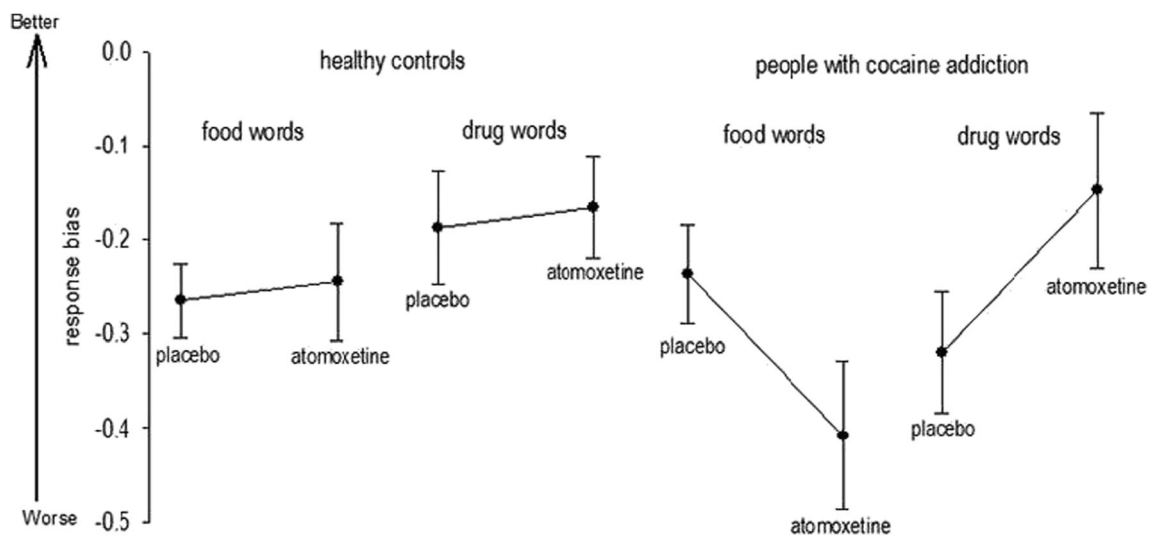 Better
0.0
healthy controls
people with cocaine addiction
food words
drug words
food words
drug words
-0.1
-0.2
-0.3
-0.4
-0.5
response bias
placebo
atomoxetine
placebo
atomoxetine
placebo
atomoxetine
placebo
atomoxetine
Worse